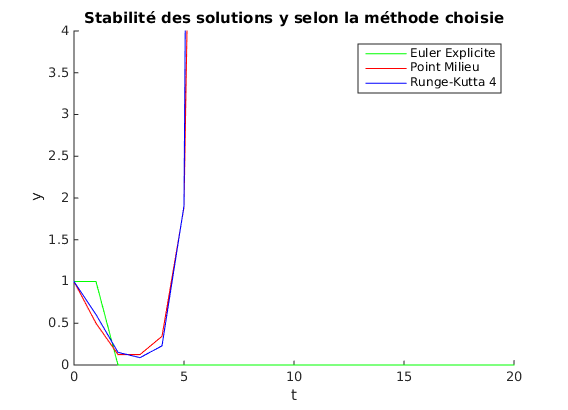 Stabilité des solutions y selon la méthode choisie
4
3.5
3
2.5
2
1.5
1
0.5
0
y
Euler Explicite
Point Milieu
Runge-Kutta 4
0 5 10 15 20
t